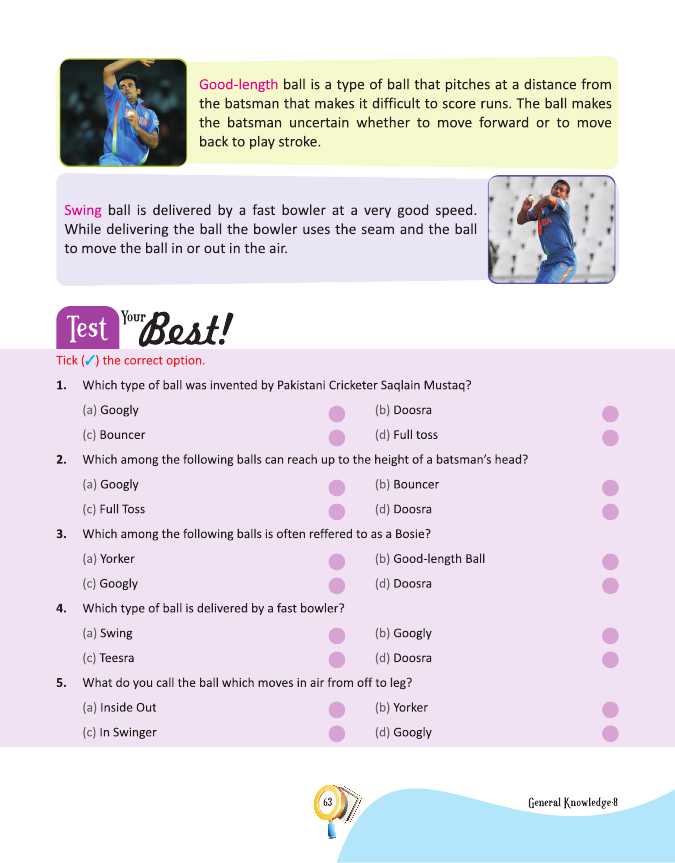 Good-length ball is a type of ball that pitches at a distance from
the batsman that makes it difficult to score runs. The ball makes
the batsman uncertain whether to move forward or to move
back to play stroke.
Swing ball is delivered by a fast bowler at a very good speed.
While delivering the ball the bowler uses the seam and the ball
to move the ball in or out in the air.
Test Your Best!
Tick (✓) the correct option.
1. Which type of ball was invented by Pakistani Cricketer Saqlain Mustaq?
(a) Googly (b) Doosra
(c) Bouncer (d) Full toss
2. Which among the following balls can reach up to the height of a batsman's head?
(a) Googly (b) Bouncer
(c) Full Toss (d) Doosra
3. Which among the following balls is often reffered to as a Bosie?
(a) Yorker (b) Good-length Ball
(c) Googly (d) Doosra
4. Which type of ball is delivered by a fast bowler?
(a) Swing (b) Googly
(c) Teesra (d) Doosra
5. What do you call the ball which moves in air from off to leg?
(a) Inside Out (b) Yorker
(c) In Swinger (d) Googly
63
General Knowledge-8